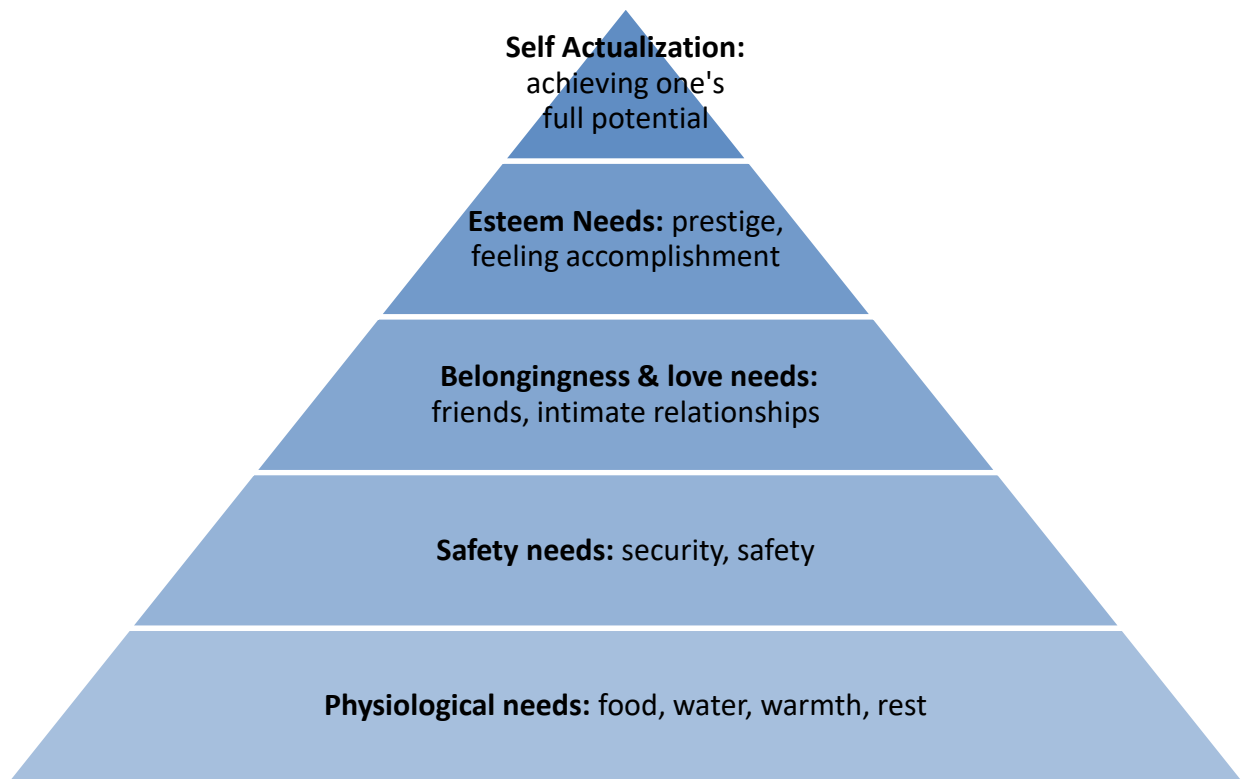 Self Actualization:
achieving one's
full potential
Esteem Needs: prestige,
feeling accomplishment
Belongingness & love needs:
friends, intimate relationships
Safety needs: security, safety
Physiological needs: food, water, warmth, rest